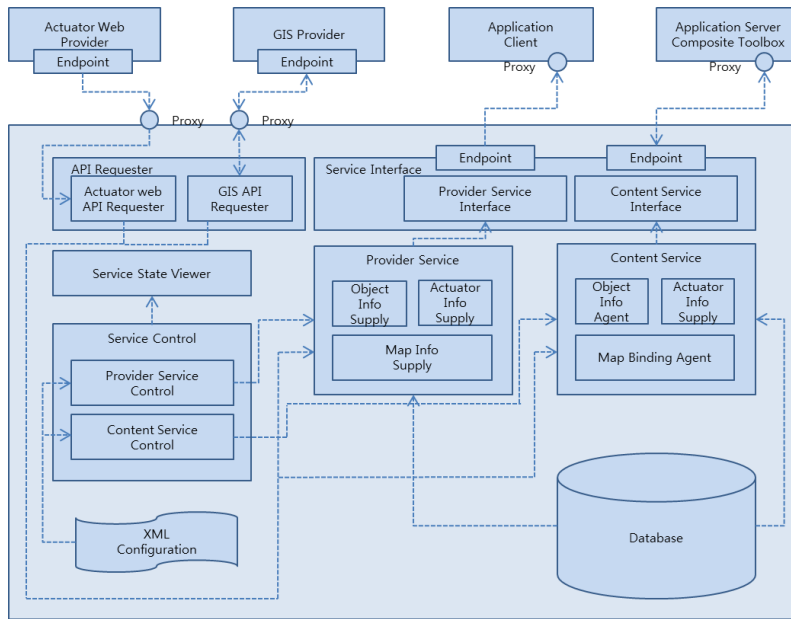 Actuator Web
Provider
Endpoint
GIS Provider
Endpoint
Application
Client
Proxy
Application Server
Composite Toolbox
Proxy
Proxy
Proxy
API Requester
Actuator web
API Requester
GIS API
Requester
Service Interface
Endpoint
Endpoint
Provider Service
Interface
Content Service
Interface
Service State Viewer
Provider Service
Object
Info
Supply
Actuator
Info
Supply
Map Info
Supply
Content Service
Object
Info
Agent
Actuator
Info
Supply
Map Binding Agent
Service Control
Provider Service
Control
Content Service
Control
XML
Configuration
Database